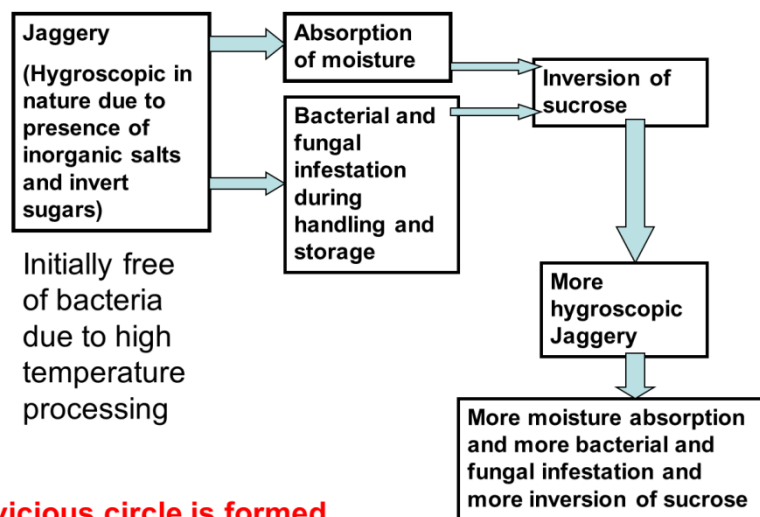 Jaggery
(Hygroscopic in
nature due to
presence of
inorganic salts
and invert
sugars)
Initially free
of bacteria
due to high
temperature
processing
Absorption
of moisture
Bacterial and
fungal
infestation
during
handling and
storage
Inversion of
sucrose
More
hygroscopic
Jaggery
More moisture absorption
and more bacterial and
fungal infestation and
more inversion of sucrose
vicious circle is formed